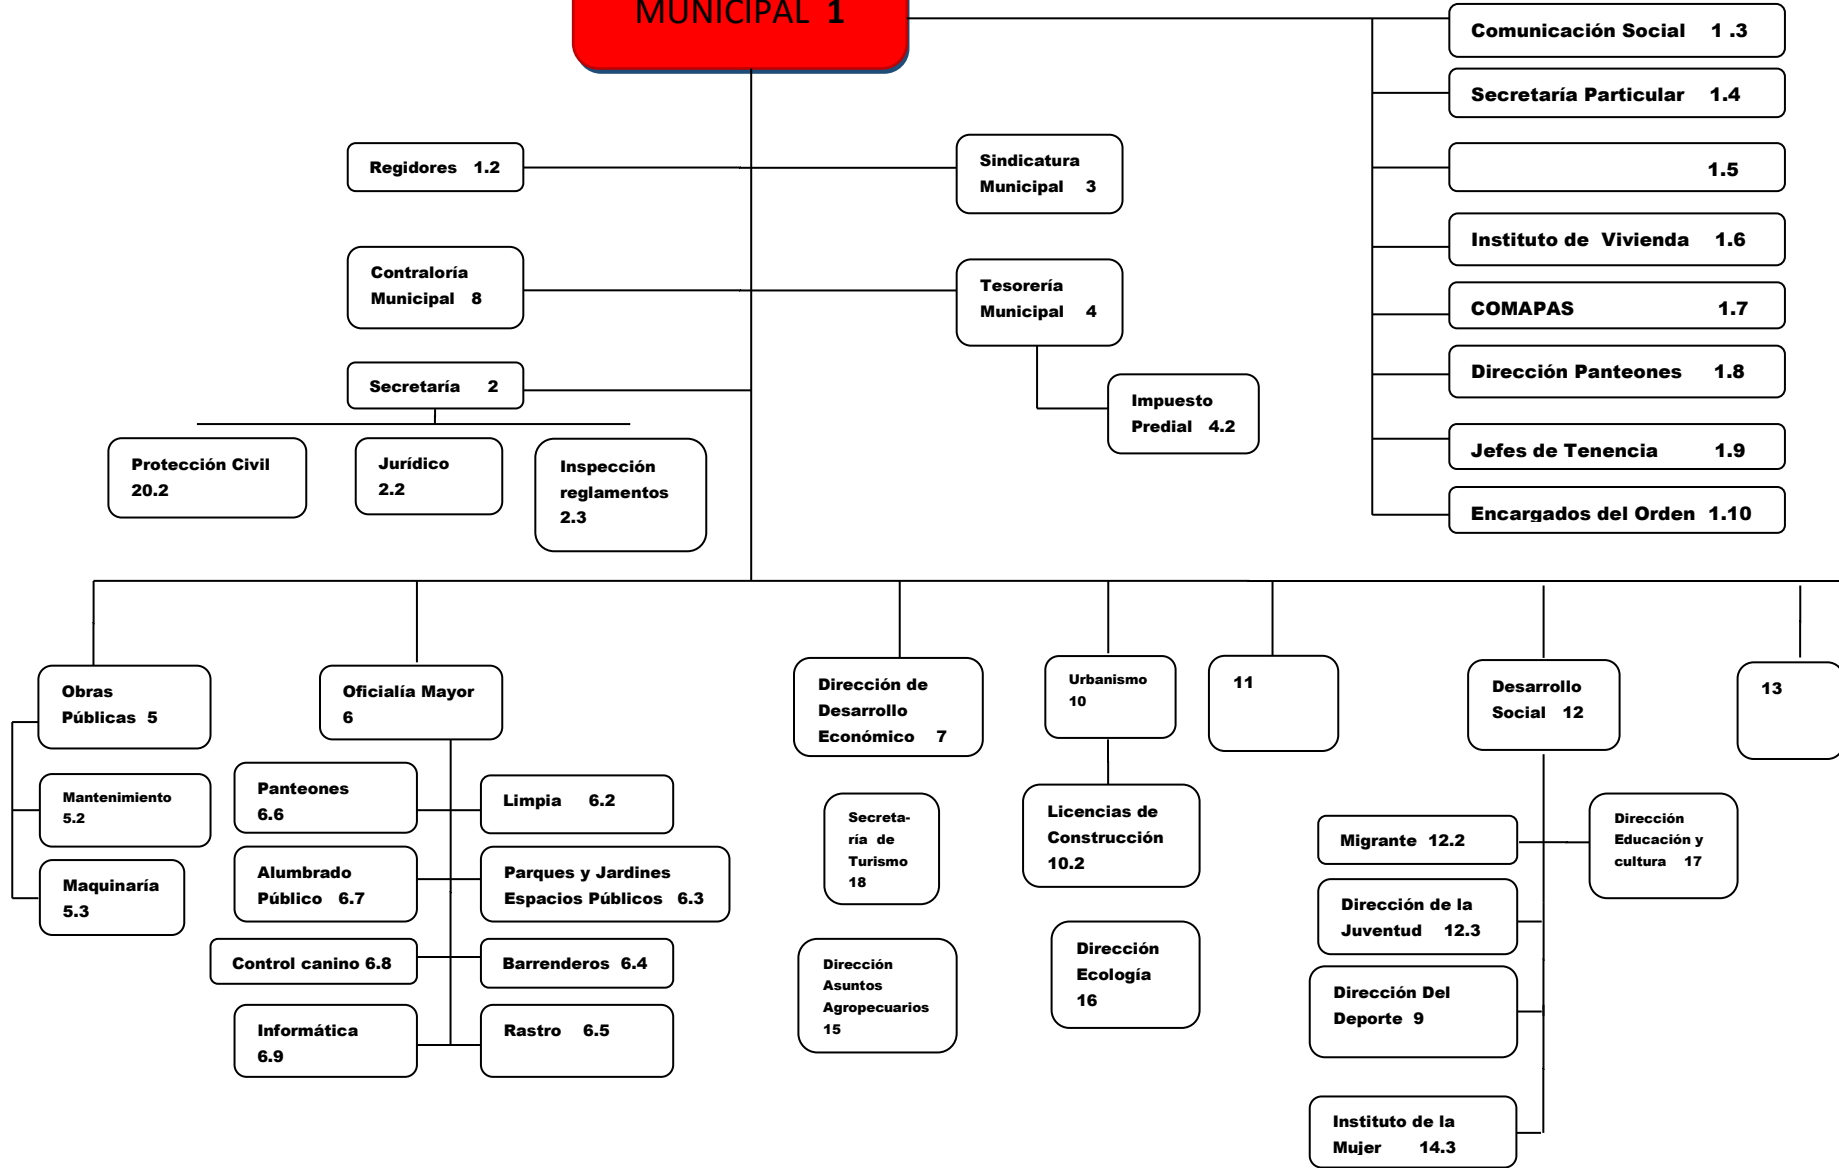 MUNICIPAL 1
Comunicación Social 1 .3
Secretaría Particular 1.4
1.5
Instituto de Vivienda 1.6
COMAPAS 1.7
Dirección Panteones 1.8
Jefes de Tenencia 1.9
Encargados del Orden 1.10
Regidores 1.2
Sindicatura
Municipal 3
Contraloría
Municipal 8
Tesorería
Municipal 4
Secretaría 2
Impuesto
Predial 4.2
Protección Civil
20.2
Jurídico
2.2
Inspección
reglamentos
2.3
Obras
Públicas 5
Mantenimiento
5.2
Maquinaría
5.3
Oficialía Mayor
6
Panteones
6.6
Limpia 6.2
Alumbrado
Público 6.7
Parques y Jardines
Espacios Públicos 6.3
Control canino 6.8
Barrenderos 6.4
Informática
6.9
Rastro 6.5
Dirección de
Desarrollo
Económico 7
Secreta-
ría de
Turismo
18
Dirección
Asuntos
Agropecuarios
15
Urbanismo
10
Licencias de
Construcción
10.2
Dirección
Ecología
16
11
Desarrollo
Social 12
Migrante 12.2
Dirección
Educación y
cultura 17
Dirección de la
Juventud 12.3
Dirección Del
Deporte 9
Instituto de la
Mujer 14.3
13